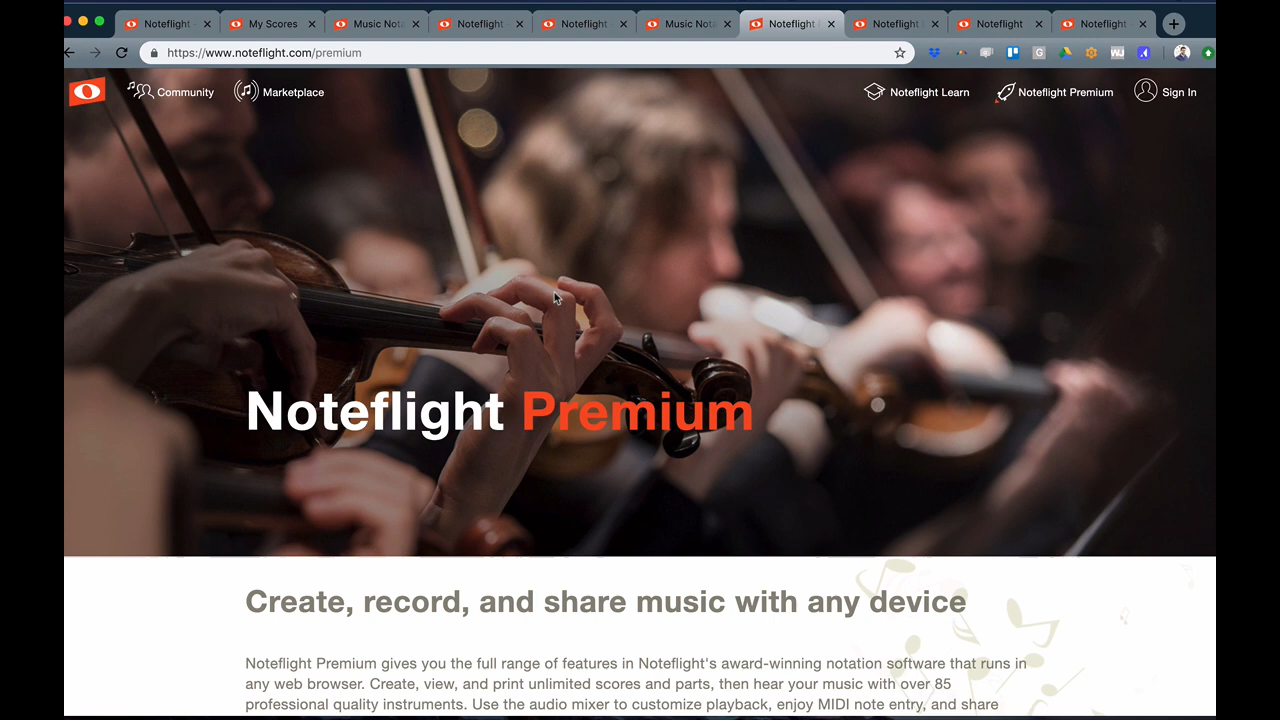 Noteflight -
My Scores
Music Nota
Noteflight -
Noteflight -
Music Nota
Noteflight
Noteflight
Noteflight
Noteflight
https://www.noteflight.com/premium
Community
Marketplace
Noteflight Learn
Noteflight Premium
Sign In
Noteflight Premium
Create, record, and share music with any device
Noteflight Premium gives you the full range of features in Noteflight's award-winning notation software that runs in
any web browser. Create, view, and print unlimited scores and parts, then hear your music with over 85
professional quality instruments. Use the audio mixer to customize playback, enjoy MIDI note entry, and share